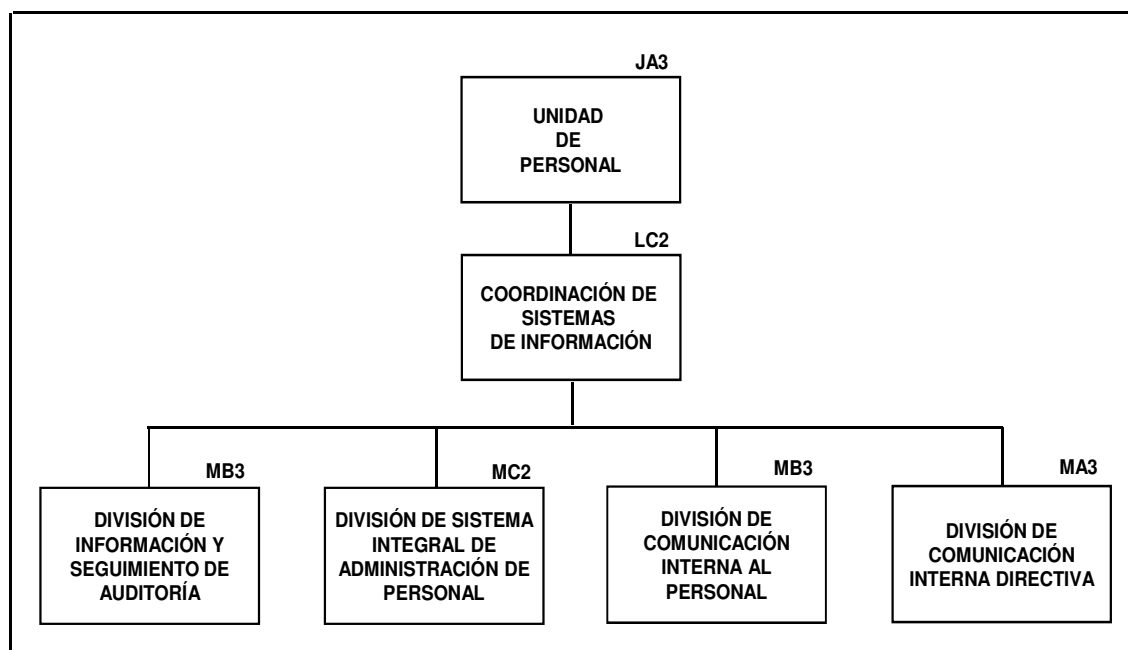 JA3
UNIDAD
DE
PERSONAL
LC2
COORDINACIÓN DE
SISTEMAS
DE INFORMACIÓN
MB3
DIVISIÓN DE
INFORMACIÓN Y
SEGUIMIENTO DE
AUDITORÍA
MC2
DIVISIÓN DE SISTEMA
INTEGRAL DE
ADMINISTRACIÓN DE
PERSONAL
MB3
DIVISIÓN DE
COMUNICACIÓN
INTERNA AL
PERSONAL
MA3
DIVISIÓN DE
COMUNICACIÓN
INTERNA DIRECTIVA